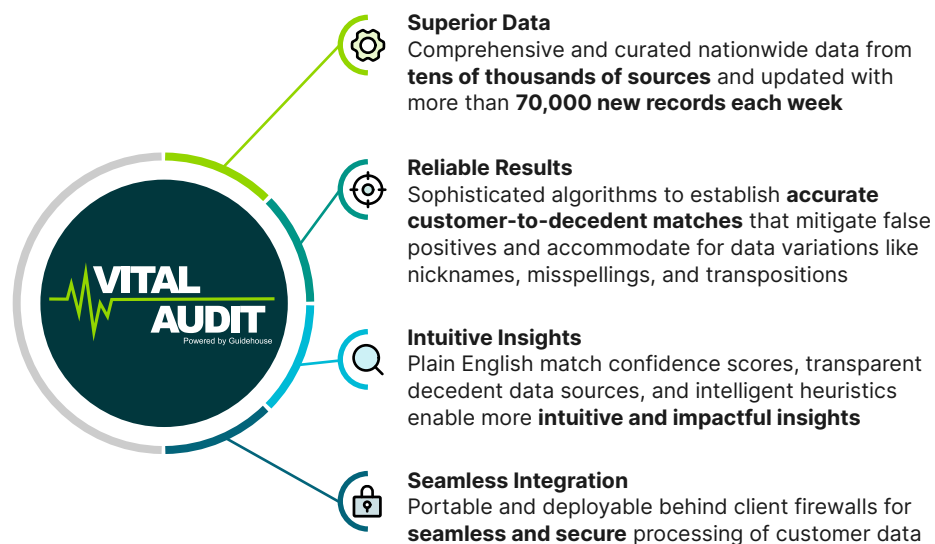 Superior Data
Comprehensive and curated nationwide data from
tens of thousands of sources and updated with
more than 70,000 new records each week
Reliable Results
Sophisticated algorithms to establish accurate
customer-to-decedent matches that mitigate false
positives and accommodate for data variations like
nicknames, misspellings, and transpositions
VITAL
AUDIT
Powered by Guidehouse
Intuitive Insights
Plain English match confidence scores, transparent
decedent data sources, and intelligent heuristics
enable more intuitive and impactful insights
Seamless Integration
Portable and deployable behind client firewalls for
seamless and secure processing of customer data